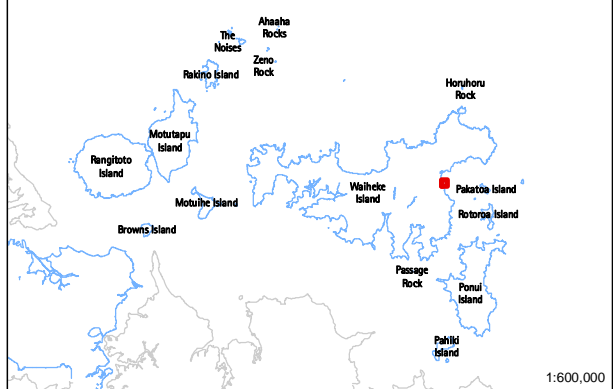 Ahaaha
Rocks
The
Noises
Zeno
Rock
Rakino Island
Horuhoru
Rock
Motutapu
Island
Rangitoto
Island
Waiheke
Island
Pakatoa Island
Motuihe Island
Rotoroa Island
Browns Island
Passage
Rock
Ponui
Island
Pahiki
Island
1:600,000